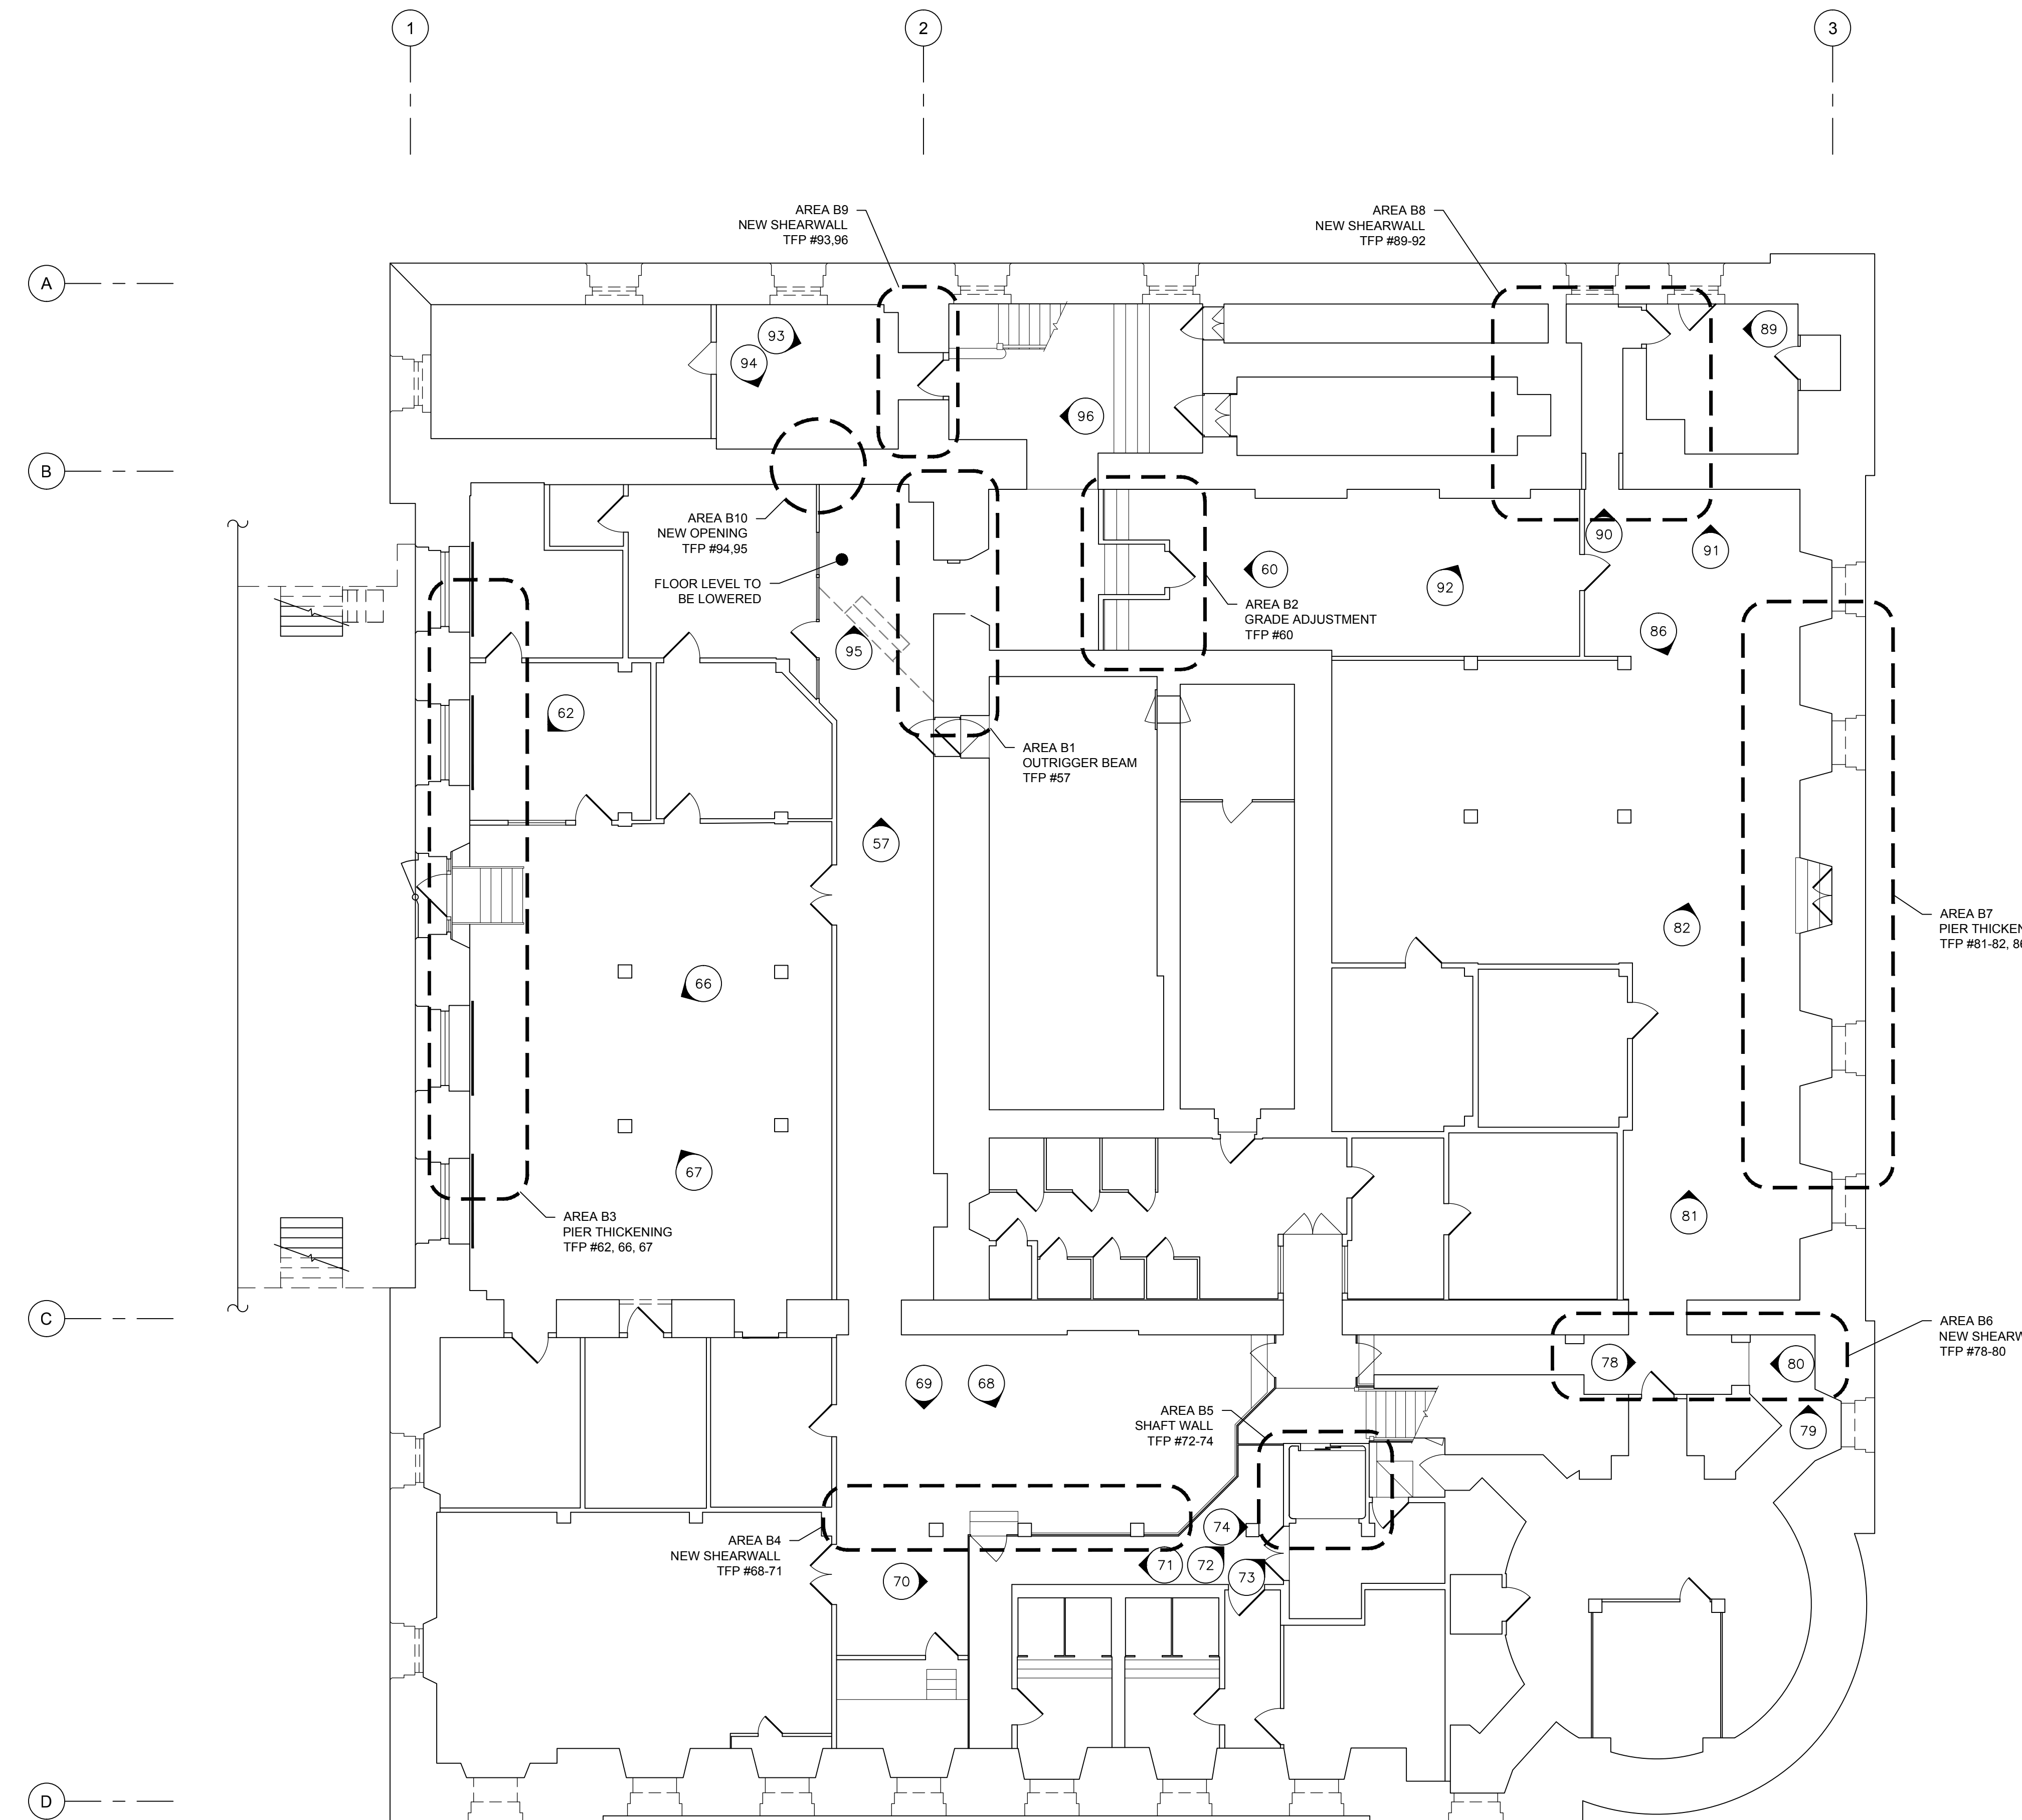 1
2
3
AREA B9
NEW SHEARWALL
TFP #93,96
AREA B8
NEW SHEARWALL
TFP #89-92
A
93
89
94
96
B
AREA B10
NEW OPENING
TFP #94,95
90
91
FLOOR LEVEL TO
BE LOWERED
60
92
AREA B2
GRADE ADJUSTMENT
TFP #60
95
86
62
AREA B1
OUTRIGGER BEAM
TFP #57
57
82
AREA B7
PIER
TFP #81-82,
66
67
AREA B3
PIER THICKENING
TFP #62, 66, 67
81
C
AREA B6
NEW
TFP #78-80
78
80
69
68
AREA B5
SHAFT WALL
TFP #72-74
79
74
AREA B4
NEW SHEARWALL
TFP #68-71
71
72
73
70
D